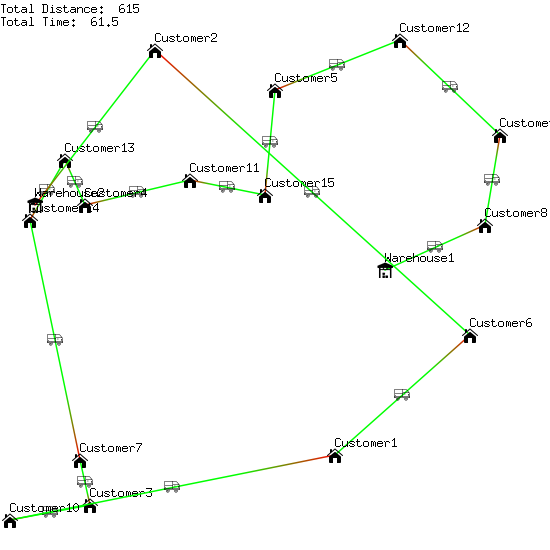 Total Distance:  615
Total Time:  61.5
Customer12
Customer2
Customer5
Custome
Customer13
Customer11
Customer15
Warehouse2
Customer4
Customer14
Customer8
Warehouse1
Customer6
Customer1
Customer7
Customer3
Customer10